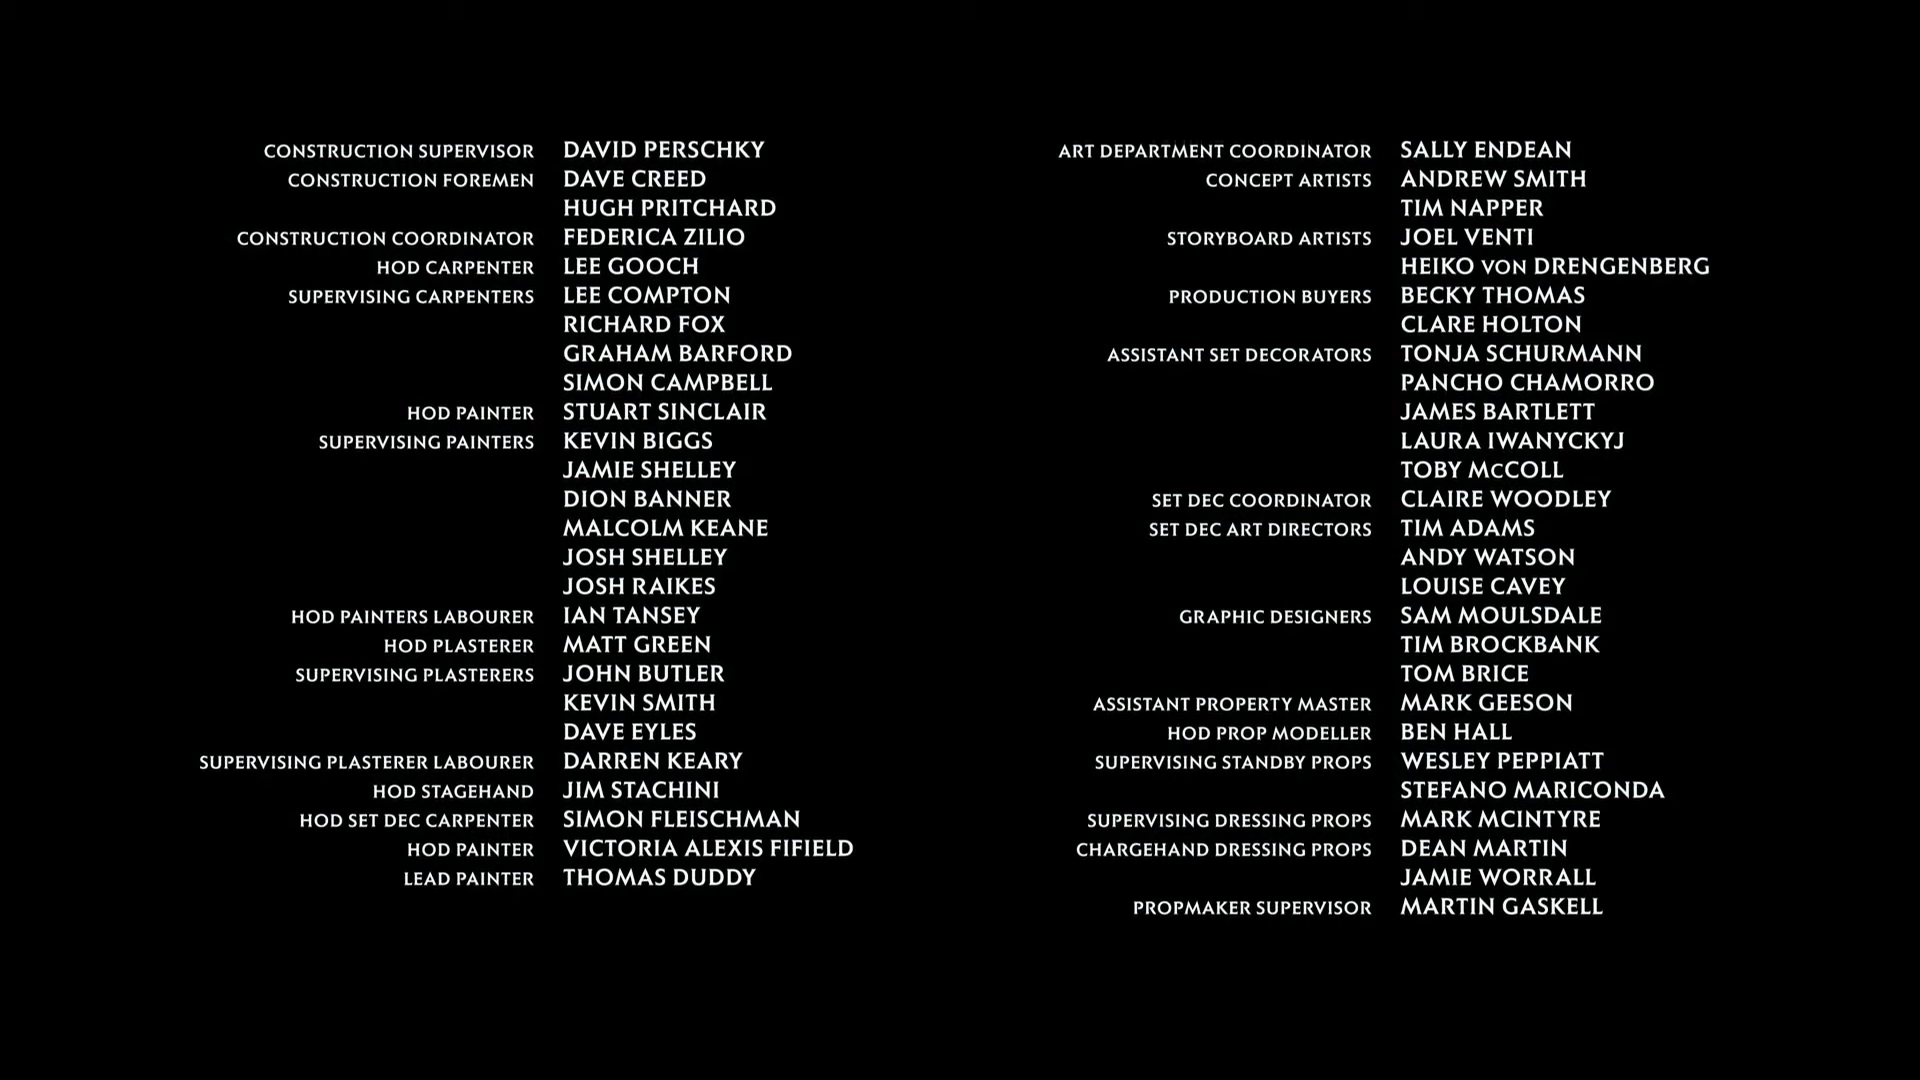 CONSTRUCTION SUPERVISOR DAVID PERSCHKY
CONSTRUCTION FOREMEN DAVE CREED
HUGH PRITCHARD
CONSTRUCTION COORDINATOR FEDERICA ZILIO
HOD CARPENTER LEE GOOCH
SUPERVISING CARPENTERS LEE COMPTON
RICHARD FOX
GRAHAM BARFORD
SIMON CAMPBELL
HOD PAINTER STUART SINCLAIR
SUPERVISING PAINTERS KEVIN BIGGS
JAMIE SHELLEY
DION BANNER
MALCOLM KEANE
JOSH SHELLEY
JOSH RAIKES
HOD PAINTERS LABOURER IAN TANSEY
HOD PLASTERER MATT GREEN
SUPERVISING PLASTERERS JOHN BUTLER
KEVIN SMITH
DAVE EYLES
SUPERVISING PLASTERER LABOURER DARREN KEARY
HOD STAGEHAND JIM STACHINI
HOD SET DEC CARPENTER SIMON FLEISCHMAN
HOD PAINTER VICTORIA ALEXIS FIFIELD
LEAD PAINTER THOMAS DUDDY
ART DEPARTMENT COORDINATOR SALLY ENDEAN
CONCEPT ARTISTS ANDREW SMITH
TIM NAPPER
STORYBOARD ARTISTS JOEL VENTI
HEIKO VON DRENGENBERG
PRODUCTION BUYERS BECKY THOMAS
CLARE HOLTON
ASSISTANT SET DECORATORS TONJA SCHURMANN
PANCHO CHAMORRO
JAMES BARTLETT
LAURA IWANYCKYJ
TOBY McCOLL
SET DEC COORDINATOR CLAIRE WOODLEY
SET DEC ART DIRECTORS TIM ADAMS
ANDY WATSON
LOUISE CAVEY
GRAPHIC DESIGNERS SAM MOULSDALE
TIM BROCKBANK
TOM BRICE
ASSISTANT PROPERTY MASTER MARK GEESON
HOD PROP MODELLER BEN HALL
SUPERVISING STANDBY PROPS WESLEY PEPPIATT
STEFANO MARICONDA
SUPERVISING DRESSING PROPS MARK MCINTYRE
CHARGEHAND DRESSING PROPS DEAN MARTIN
JAMIE WORRALL
PROPMAKER SUPERVISOR MARTIN GASKELL